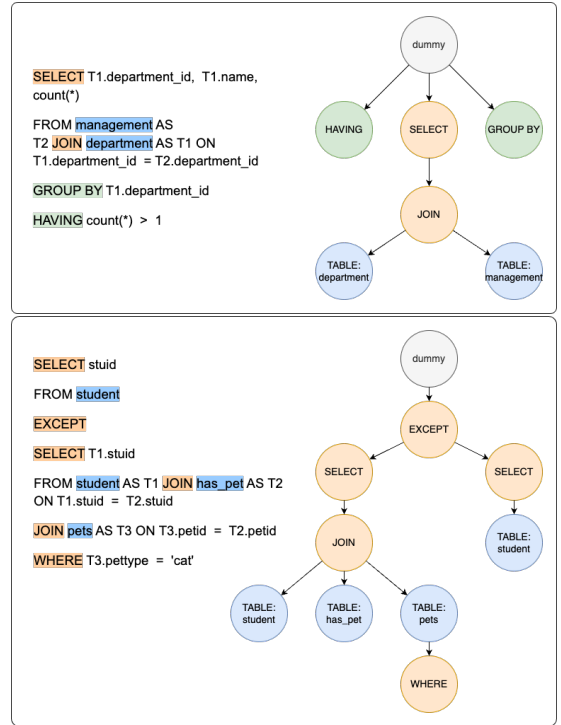 SELECT T1.department_id, T1.name,
count(*)
FROM management AS
T2 JOIN department AS T1 ON
T1.department_id = T2.department_id
GROUP BY T1.department_id
HAVING count(*) > 1
dummy
HAVING
SELECT
GROUP BY
JOIN
TABLE:
department
TABLE:
management
SELECT stuid
FROM student
EXCEPT
SELECT T1.stuid
FROM student AS T1 JOIN has_pet AS T2
ON T1.stuid = T2.stuid
JOIN pets AS T3 ON T3.petid = T2.petid
WHERE T3.pettype = 'cat'
dummy
EXCEPT
SELECT
SELECT
JOIN
TABLE:
student
TABLE:
student
TABLE:
has_pet
TABLE:
pets
WHERE